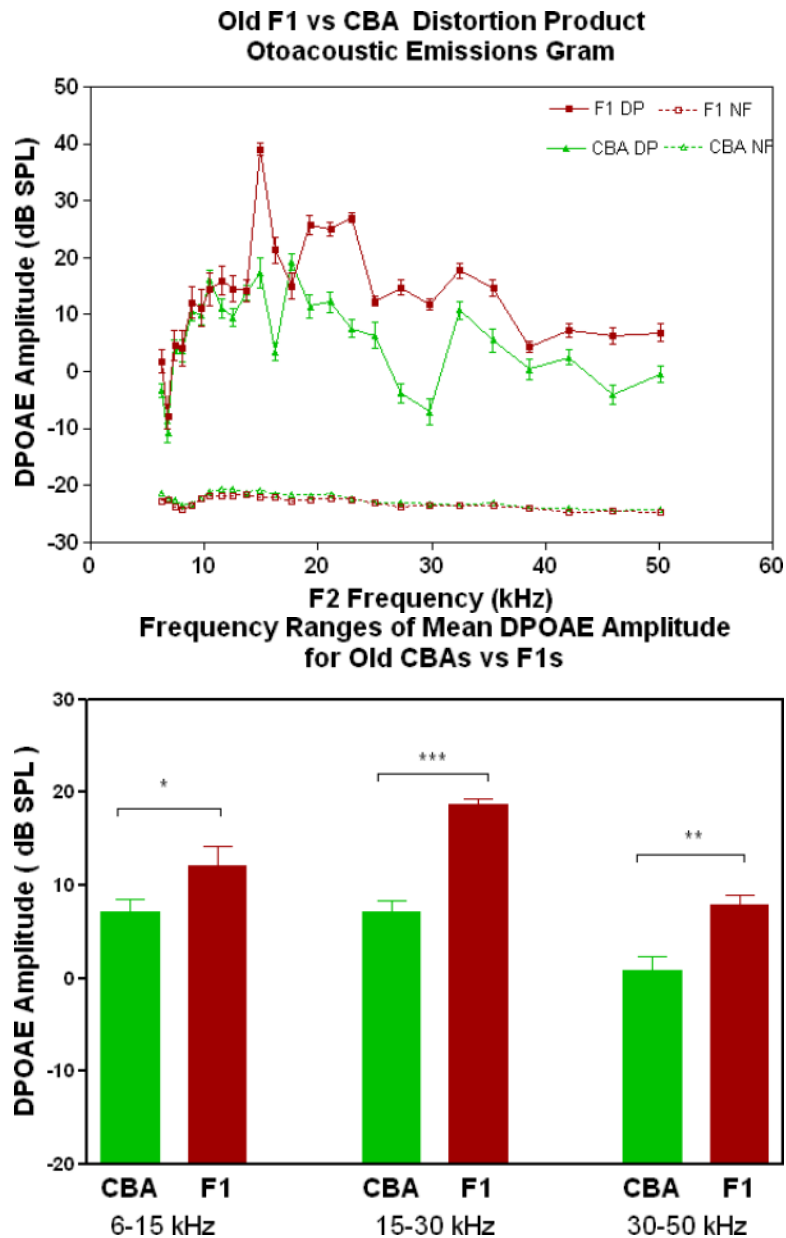 Old F1 vs CBA Distortion Product
Otoacoustic Emissions Gram
DPOAE Amplitude (dB SPL)
50
40
30
20
10
0
-10
-20
-30
F1 DP
F1 NF
CBA DP
CBA NF
0
10
20
30
40
50
60
F2 Frequency (kHz)
Frequency Ranges of Mean DPOAE Amplitude
for Old CBAs vs F1s
DPOAE Amplitude ( dB SPL )
30
20
10
0
-10
-20
*
***
**
CBA F1
6-15 kHz
CBA F1
15-30 kHz
CBA F1
30-50 kHz